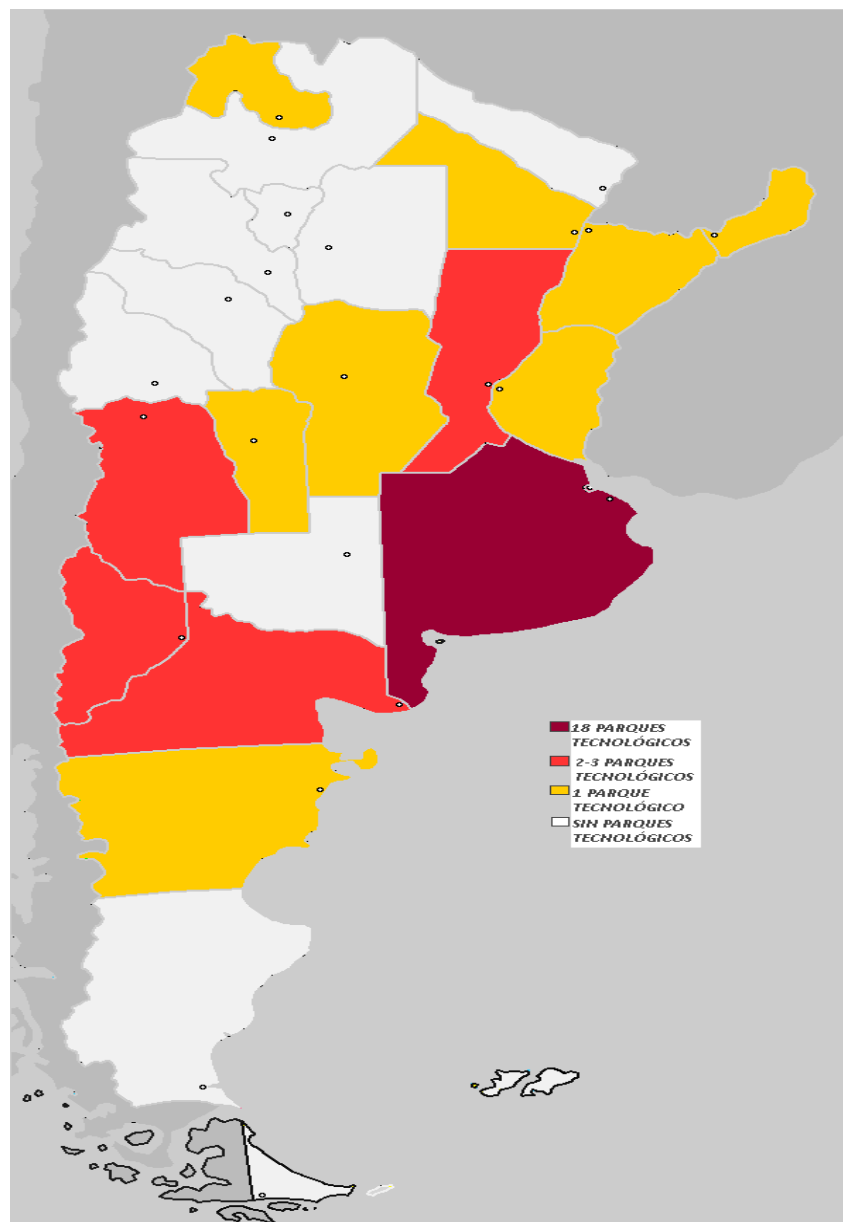 18 PARQUES
TECNOLÓGICOS
2-3 PARQUES
TECNOLÓGICOS
1 PARQUE
TECNOLÓGICO
SIN PARQUES
TECNOLÓGICOS